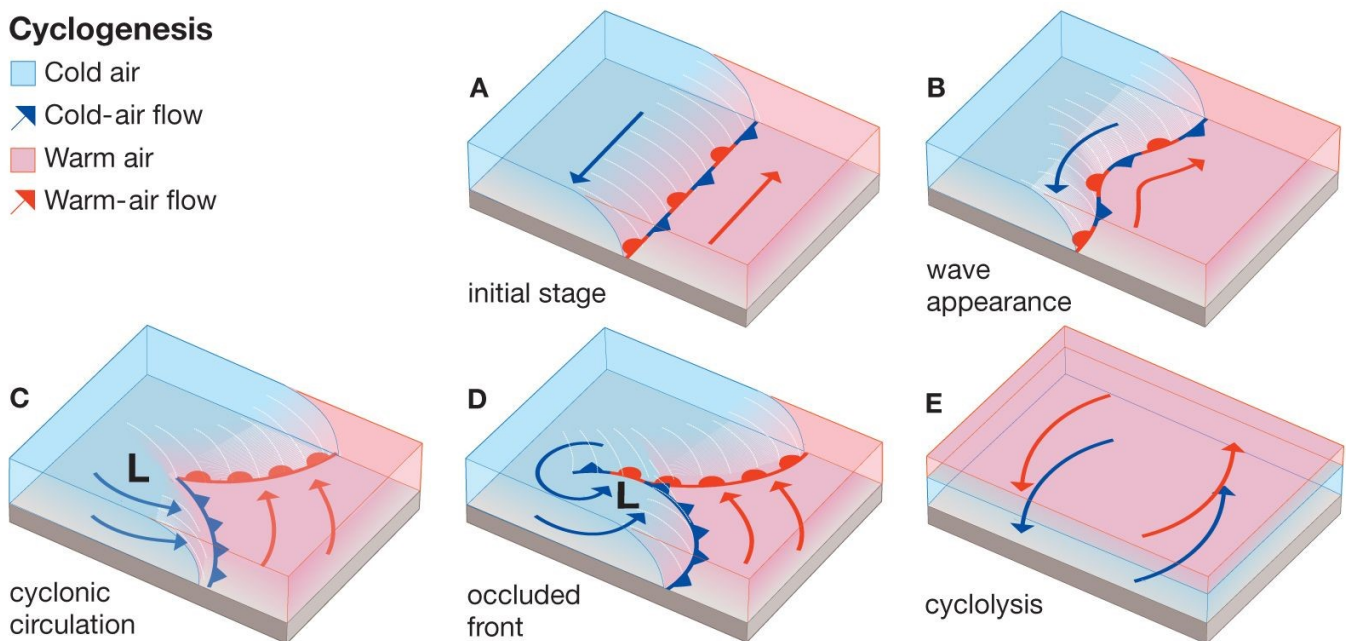 Cyclogenesis
Cold air
Cold-air flow
Warm air
Warm-air flow
A
initial stage
B
wave
appearance
C
L
cyclonic
circulation
D
L
occluded
front
E
cyclolysis